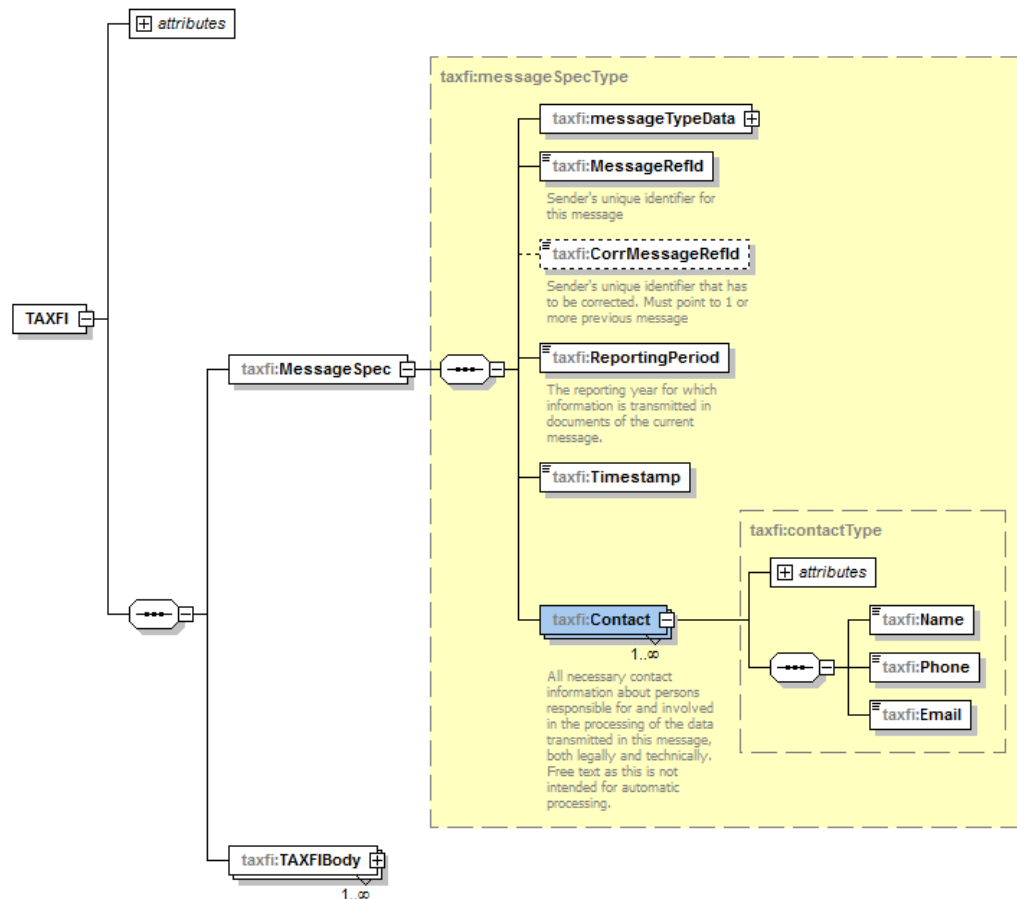 attributes
taxfi:messageSpecType
taxfi:messageTypeData
taxfi:MessageRefId
Sender's unique identifier for
this message
taxfi:CorrMessageRefId
Sender's unique identifier that has
to be corrected. Must point to 1 or
more previous message
TAXFI
taxfi:MessageSpec
taxfi:ReportingPeriod
The reporting year for which
information is transmitted in
documents of the current
message.
taxfi:Timestamp
taxfi:contactType
attributes
taxfi:Contact
1..∞
taxfi:Name
taxfi:Phone
taxfi:Email
All necessary contact
information about persons
responsible for and involved
in the processing of the data
transmitted in this message,
both legally and technically.
Free text as this is not
intended for automatic
processing.
taxfi:TAXFIBody
1..∞